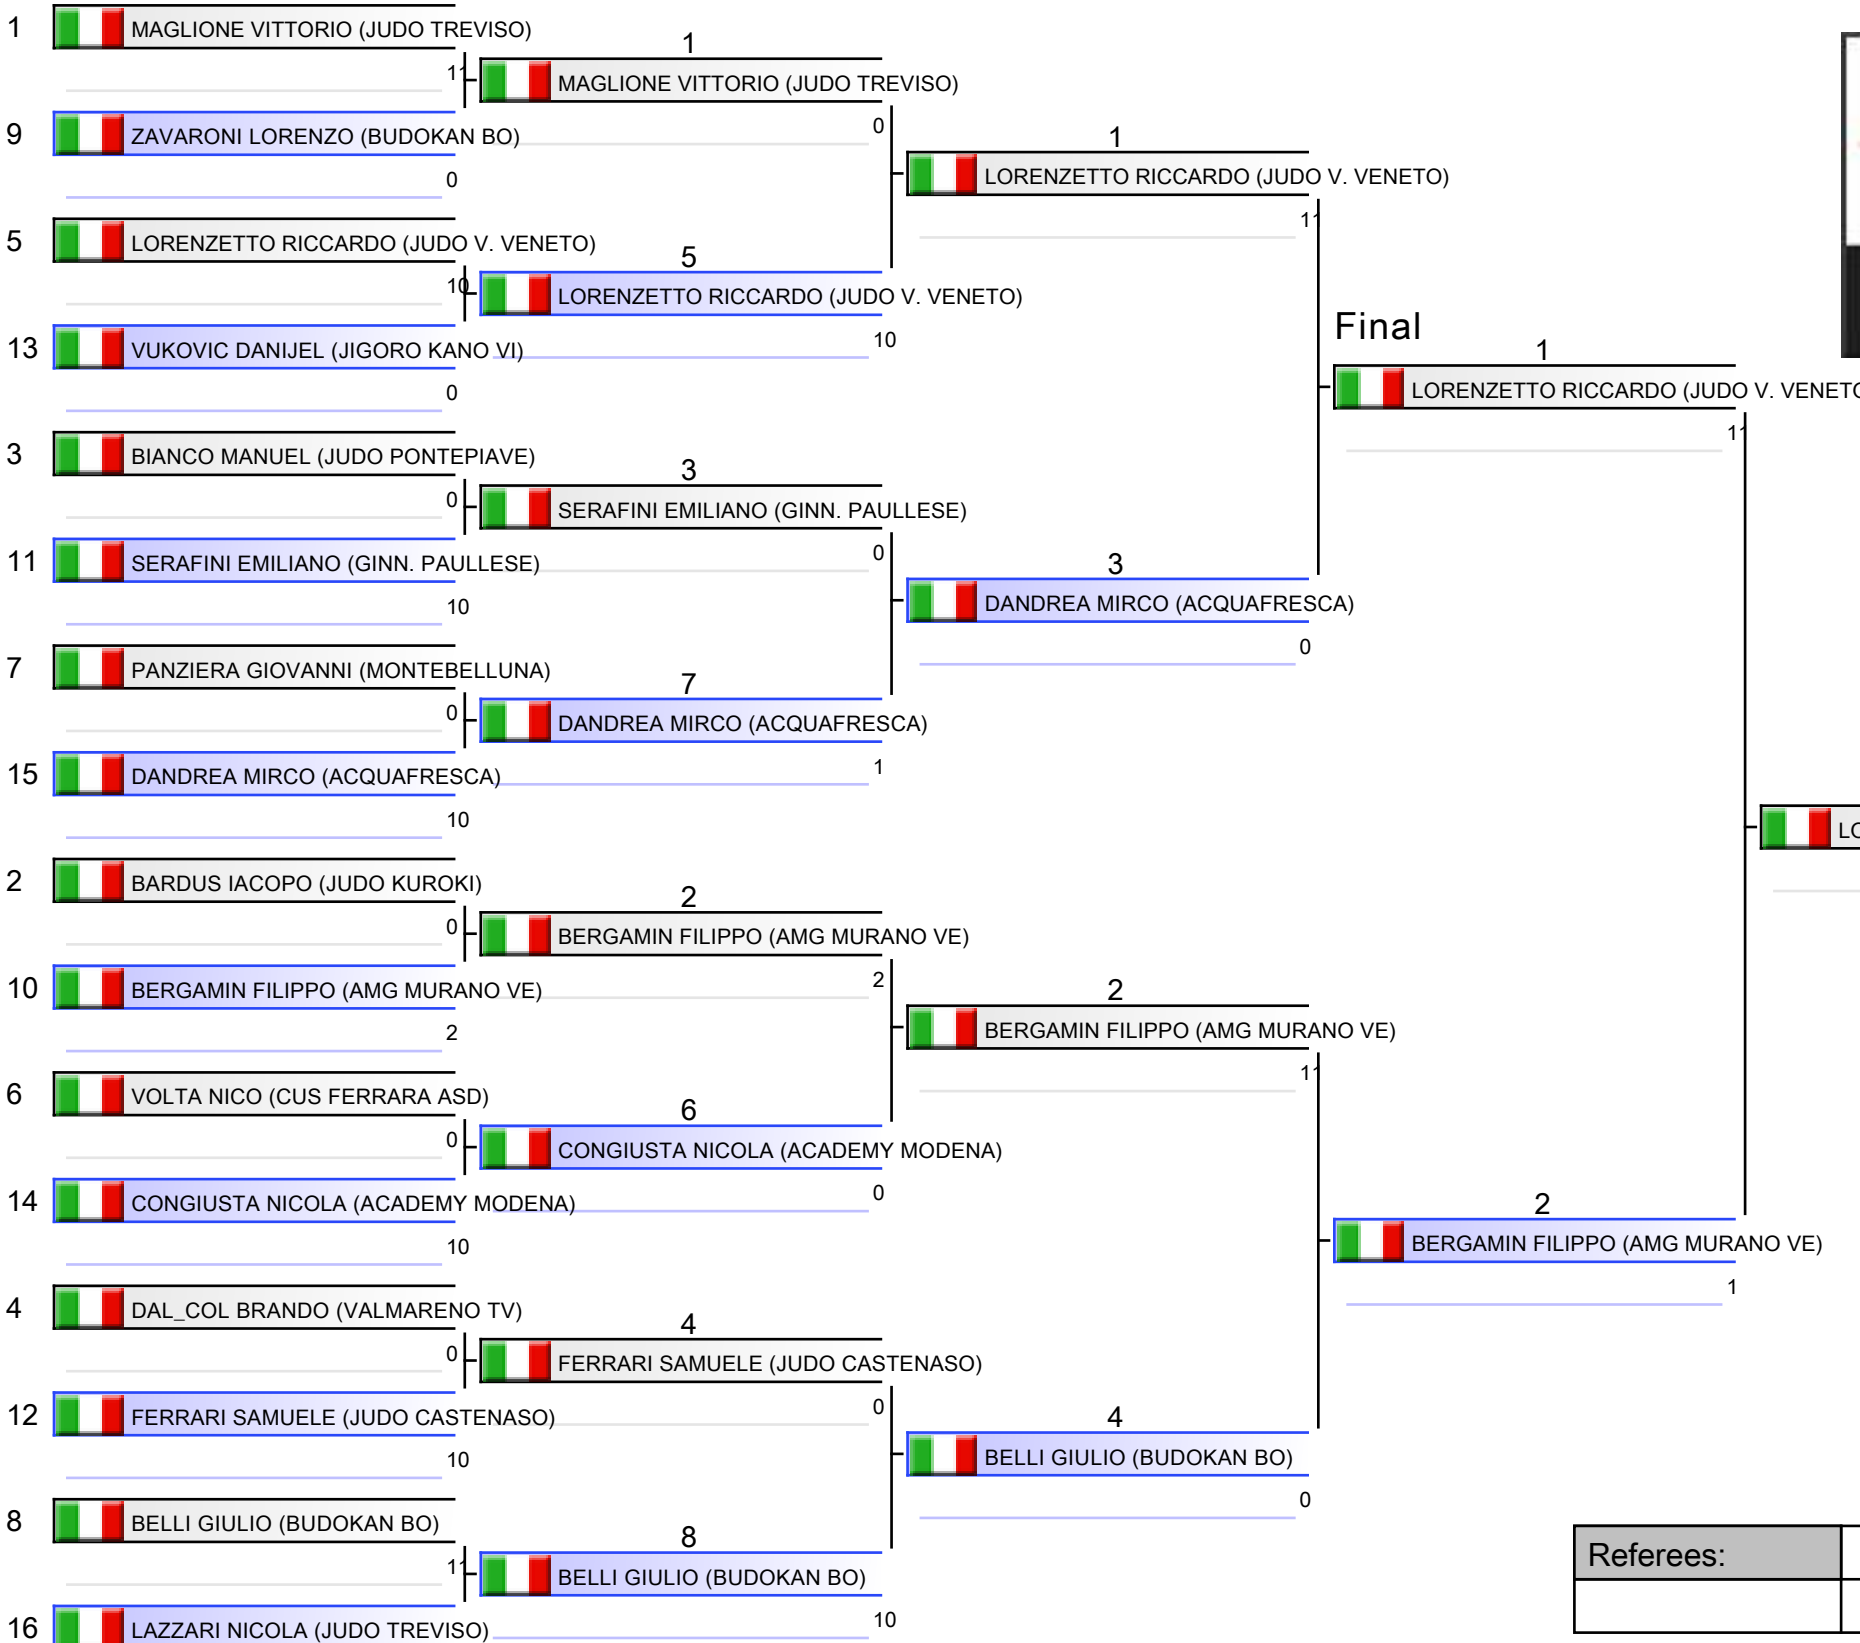 1 MAGLIONE VITTORIO (JUDO TREVISO)
11
9 ZAVARONI LORENZO (BUDOKAN BO)
0
5 LORENZETTO RICCARDO (JUDO V. VENETO)
10
13 VUKOVIC DANIJEL (JIGORO KANO VI)
0
3 BIANCO MANUEL (JUDO PONTEPIAVE)
0
11 SERAFINI EMILIANO (GINN. PAULLESE)
10
7 PANZIERA GIOVANNI (MONTEBELLUNA)
0
15 DANDREA MIRCO (ACQUAFRESCA)
10
2 BARDUS IACOPO (JUDO KUROKI)
0
10 BERGAMIN FILIPPO (AMG MURANO VE)
2
6 VOLTA NICO (CUS FERRARA ASD)
0
14 CONGIUSTA NICOLA (ACADEMY MODENA)
10
4 DAL_COL BRANDO (VALMARENO TV)
0
12 FERRARI SAMUELE (JUDO CASTENASO)
10
8 BELLI GIULIO (BUDOKAN BO)
11
16 LAZZARI NICOLA (JUDO TREVISO)
1
MAGLIONE VITTORIO (JUDO TREVISO)
0
5
LORENZETTO RICCARDO (JUDO V. VENETO)
10
3
SERAFINI EMILIANO (GINN. PAULLESE)
0
7
DANDREA MIRCO (ACQUAFRESCA)
1
2
BERGAMIN FILIPPO (AMG MURANO VE)
2
6
CONGIUSTA NICOLA (ACADEMY MODENA)
0
4
FERRARI SAMUELE (JUDO CASTENASO)
0
8
BELLI GIULIO (BUDOKAN BO)
10
1
LORENZETTO RICCARDO (JUDO V. VENETO)
11
3
DANDREA MIRCO (ACQUAFRESCA)
0
2
BERGAMIN FILIPPO (AMG MURANO VE)
11
4
BELLI GIULIO (BUDOKAN BO)
0
Final
1
LORENZETTO RICCARDO (JUDO V. VENETO
11
2
BERGAMIN FILIPPO (AMG MURANO VE)
1
Referees: